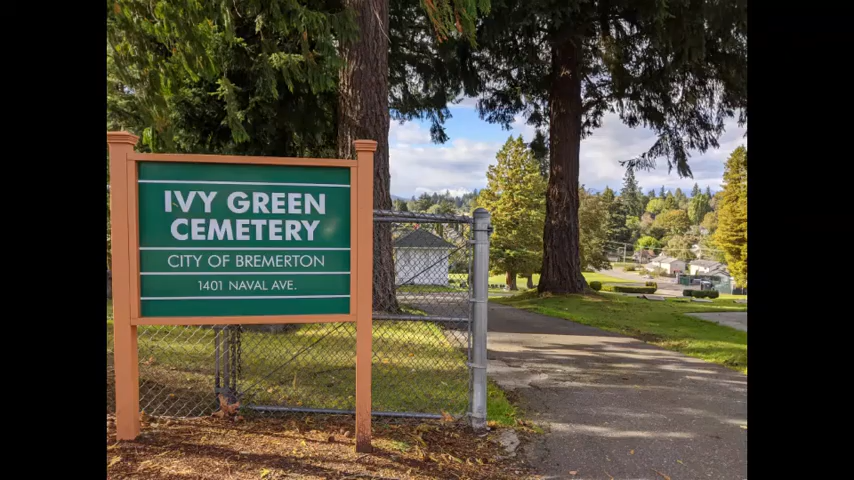 IVY GREEN
CEMETERY
CITY OF BREMERTON
1401 NAVAL AVE.